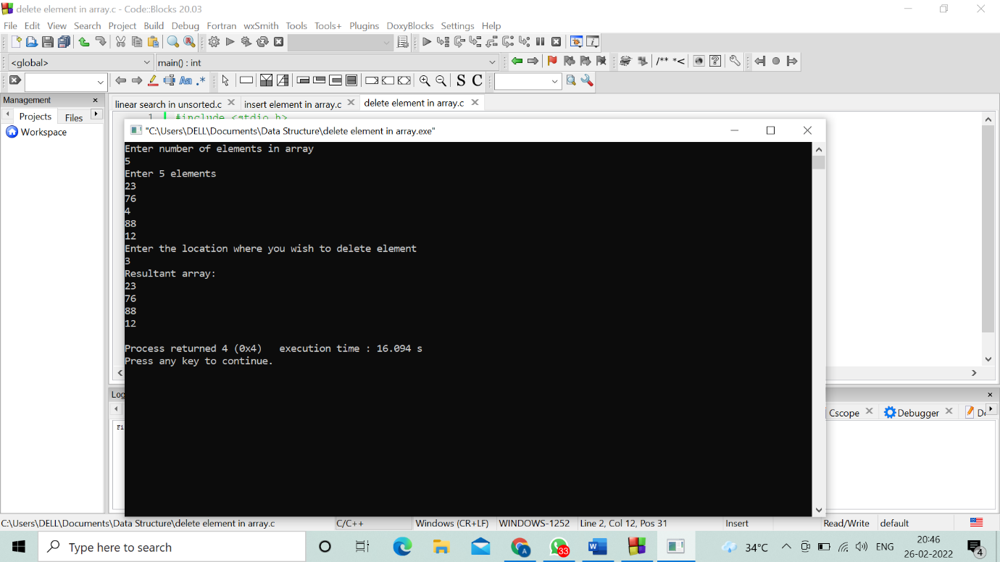 delete element in array.c - Code::Blocks 20.03
File Edit View Search Project Build Debug Fortran wxSmith Tools Tools+ Plugins DoxyBlocks Settings Help
<global> main() : int /** *<
Aa .* S C
Management
linear search in unsorted.c insert element in array.c delete element in array.c
Projects Files
1 #include <stdio.h>
Workspace
"C:\Users\DELL\Documents\Data Structure\delete element in array.exe"
Enter number of elements in array
5
Enter 5 elements
23
76
4
88
12
Enter the location where you wish to delete element
3
Resultant array:
23
76
88
12
Process returned 4 (0x4) execution time : 16.094 s
Press any key to continue.
Log
Cscope Debugger
Fi
C:\Users\DELL\Documents\Data Structure\delete element in array.c C/C++ Windows (CR+LF) WINDOWS-1252 Line 2, Col 12, Pos 31 Insert Read/Write default
Type here to search 33 34°C ENG 20:46
26-02-2022 4